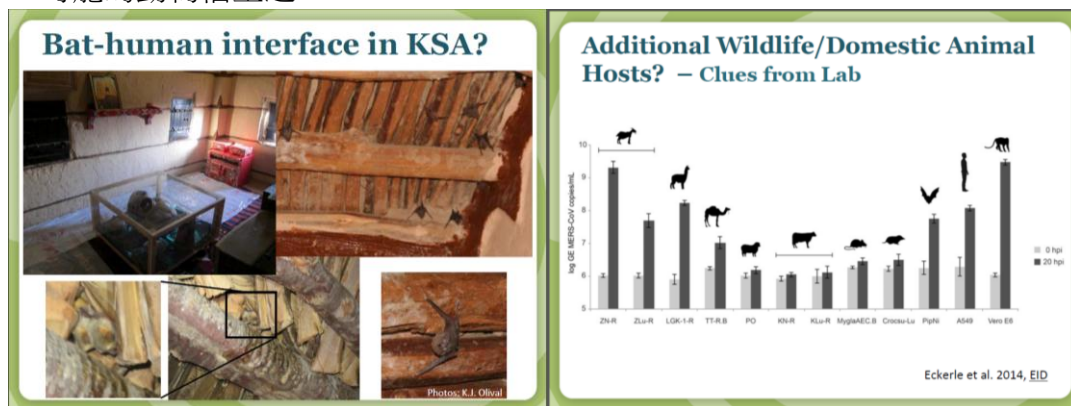 Bat-human interface in KSA?
Photos: K.J. Olival
Additional Wildlife/Domestic Animal
Hosts? – Clues from Lab
log GE MERS-CoV copies/mL
10
9
8
7
6
5
ZN-R
ZLu-R
LGK-1-R
TT-R.B
PO
KN-R
KLu-R
MyglaAEC.B
Crocsu-Lu
PipNi
A549
Vero E6
0 hpi
20 hpi
Eckerle et al. 2014, EID